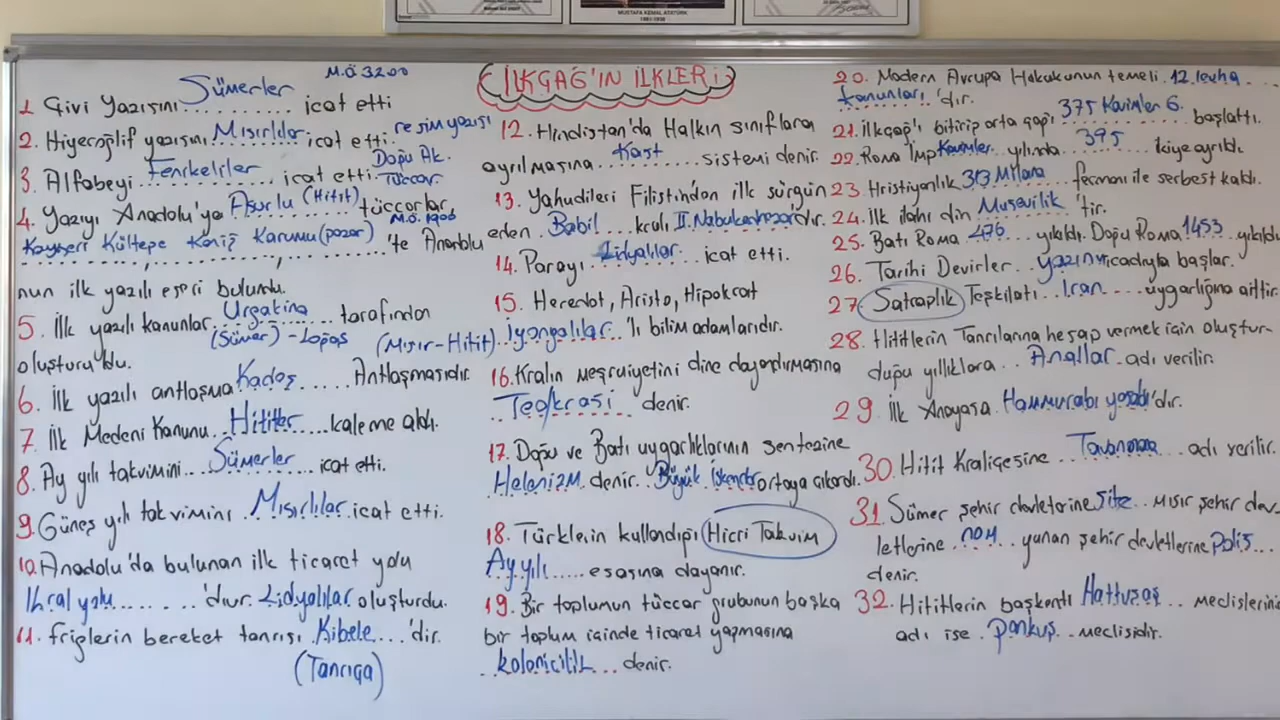 MUSTAFA KEMAL ATATÜRK
1881-1938
İLKÇAĞ'IN İLKLERİ
M.Ö 3200
1. Çivi Yazısını Sümerler icat etti
2. Hiyeroglif yazısını Mısırlılar icat etti. resim yazısı
3. Alfabeyi Fenikeliler icat etti. Doğu Ak. Tüccar
4. Yazıyı Anadolu'ya Asurlu (Hitit) tüccarlar
M.Ö. 1900
Kayseri Kültepe Kaniş Karumu (pazar) 'te Anadolu
nun ilk yazılı eseri bulundu.
5. İlk yazılı kanunlar Urgakina tarafından
(Sümer) - Lagaş
oluşturuldu.
(Mısır-Hitit)
6. İlk yazılı antlaşma Kadeş Antlaşmasıdır
7. İlk Medeni Kanunu Hititler kaleme aldı.
8. Ay yılı takvimini Sümerler icat etti.
9. Güneş yılı takvimini Mısırlılar icat etti.
10. Anadolu'da bulunan ilk ticaret yolu
Kral yolu 'dur. Lidyalılar oluşturdu.
11. friglerin bereket tanrısı Kibele 'dir.
(Tanrıça)
12. Hindistan'da Halkın sınıflara
ayrılmasına Kast sistemi denir.
13. Yahudileri Filistin'dan ilk sürgün
eden Babil kralı II. Nabukadnezar'dır.
14. Parayı Lidyalılar icat etti.
15. Heredot, Aristo, Hipokrat
İyonyalılar 'lı bilim adamlarıdır.
16. Kralın meşruiyetini dine dayandırmasına
Teokrasi denir.
17. Doğu ve Batı uygarlıklarının sentezine
Helenizm denir. Büyük İskender ortaya çıkardı.
18. Türklerin kullandığı Hicri Takvim
Ay yılı esasına dayanır.
19. Bir toplumun tüccar grubunun başka
bir toplum içinde ticaret yapmasına
kolonicilik denir.
20. Modern Avrupa Hukukunun temeli 12 levha
kanunları 'dır.
21. İlkçağ'ı bitirip orta çağı 375 Kavimler G. başlattı.
22. Roma İmp Kavimler yılında 395 ikiye ayrıldı
23. Hristiyanlık 313 Milano fermanı ile serbest kaldı.
24. İlk ilahi din Musevilik 'tir.
25. Batı Roma 476 yıkıldı. Doğu Roma 1453 yıkıldı
26. Tarihi Devirler yazının icadıyla başlar.
27. Satraplık Teşkilatı İran uygarlığına aittir.
28. Hititlerin Tanrılarına hesap vermek için oluştur-
duğu yıllıklara Anallar adı verilir.
29. İlk Anayasa Hammurabi yasaları'dır.
30. Hitit Kraliçesine Tavananna adı verilir.
31. Sümer şehir devletlerine Site mısır şehir dev.
letlerine nom yunan şehir devletlerine Polis
denir.
32. Hititlerin başkenti Hattuşaş meclislerinin
adı ise Pankuş meclisidir.